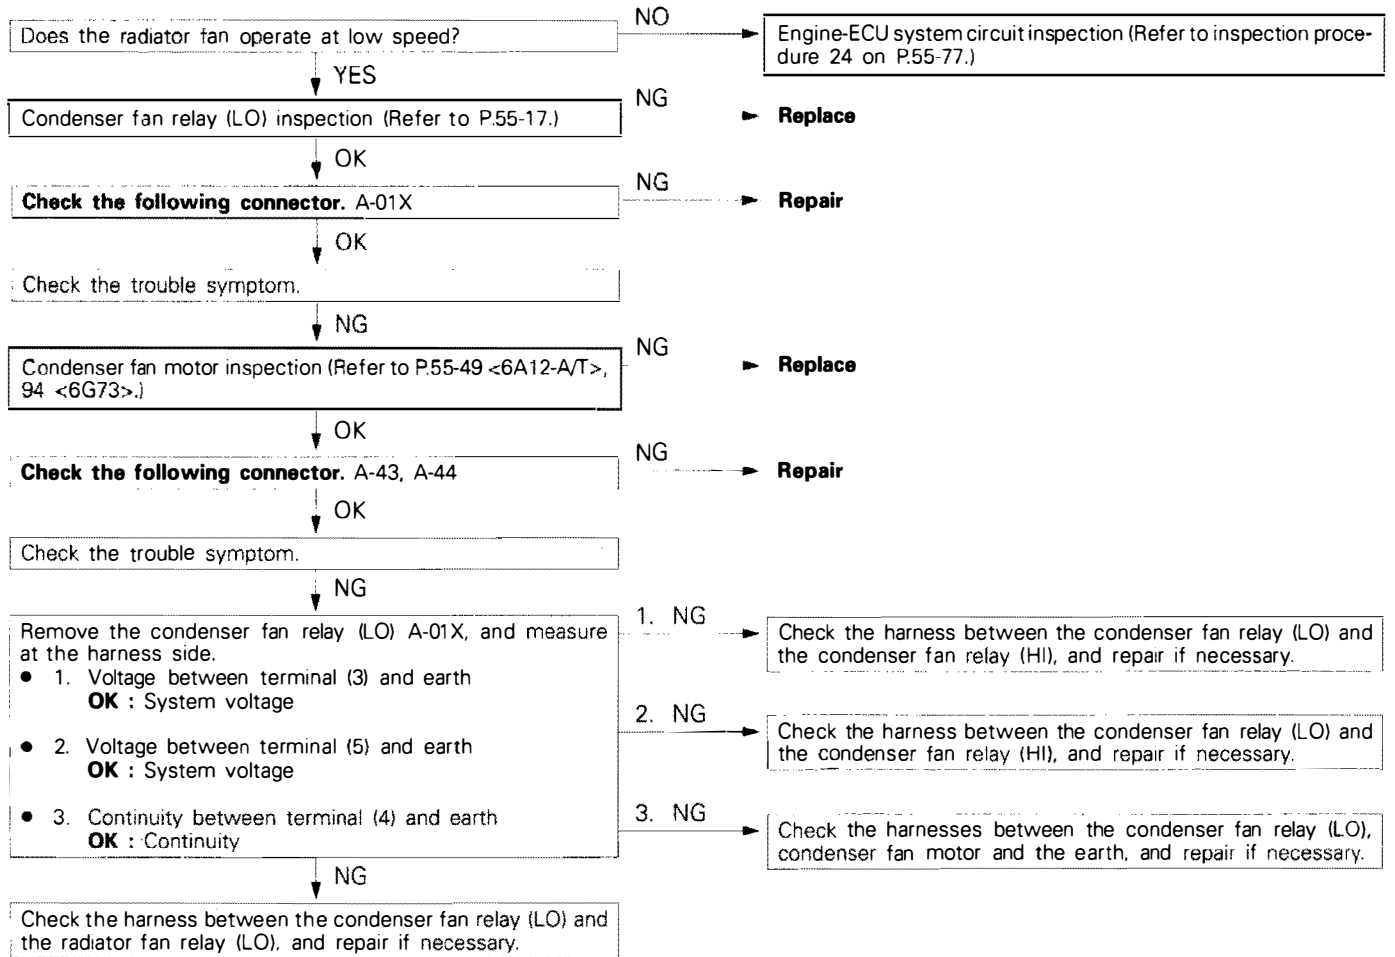 Does the radiator fan operate at low speed?
NO
Engine-ECU system circuit inspection (Refer to inspection proce-
dure 24 on P.55-77.)
YES
Condenser fan relay (LO) inspection (Refer to P.55-17.)
NG
Replace
OK
Check the following connector. A-01X
NG
Repair
OK
Check the trouble symptom.
NG
Condenser fan motor inspection (Refer to P.55-49 <6A12-A/T>,
94 <6G73>.)
NG
Replace
OK
Check the following connector. A-43, A-44
NG
Repair
OK
Check the trouble symptom.
NG
Remove the condenser fan relay (LO) A-01X, and measure
at the harness side.
● 1. Voltage between terminal (3) and earth
OK : System voltage
● 2. Voltage between terminal (5) and earth
OK : System voltage
● 3. Continuity between terminal (4) and earth
OK : Continuity
1. NG
Check the harness between the condenser fan relay (LO) and
the condenser fan relay (HI), and repair if necessary.
2. NG
Check the harness between the condenser fan relay (LO) and
the condenser fan relay (HI), and repair if necessary.
3. NG
Check the harnesses between the condenser fan relay (LO),
condenser fan motor and the earth, and repair if necessary.
NG
Check the harness between the condenser fan relay (LO) and
the radiator fan relay (LO), and repair if necessary.